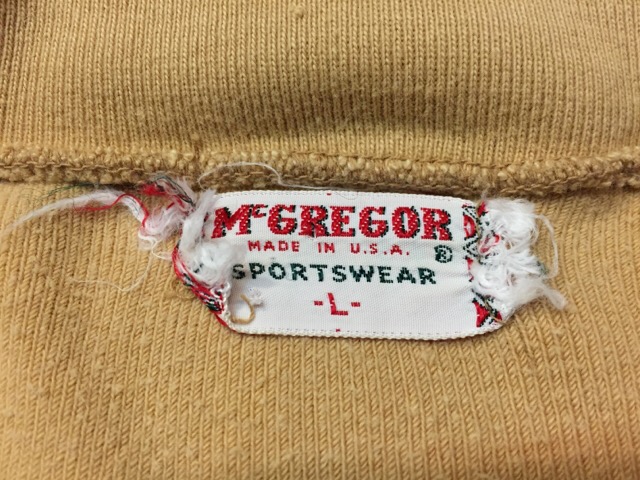 McGREGOR ®
MADE IN U.S.A.
SPORTSWEAR
-L-